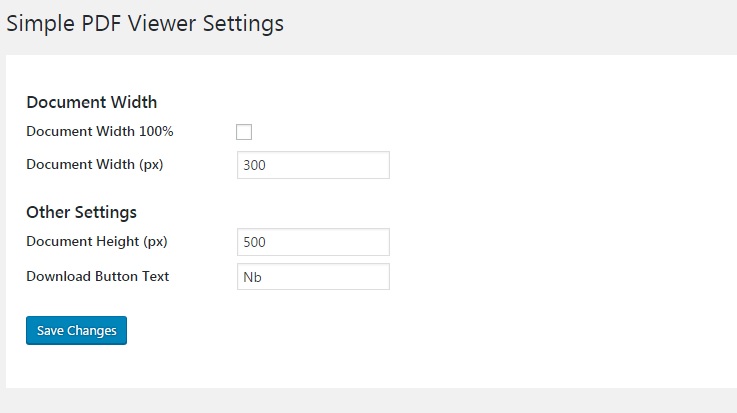 Simple PDF Viewer Settings
Document Width
Document Width 100%
Document Width (px) 300
Other Settings
Document Height (px) 500
Download Button Text Nb
Save Changes